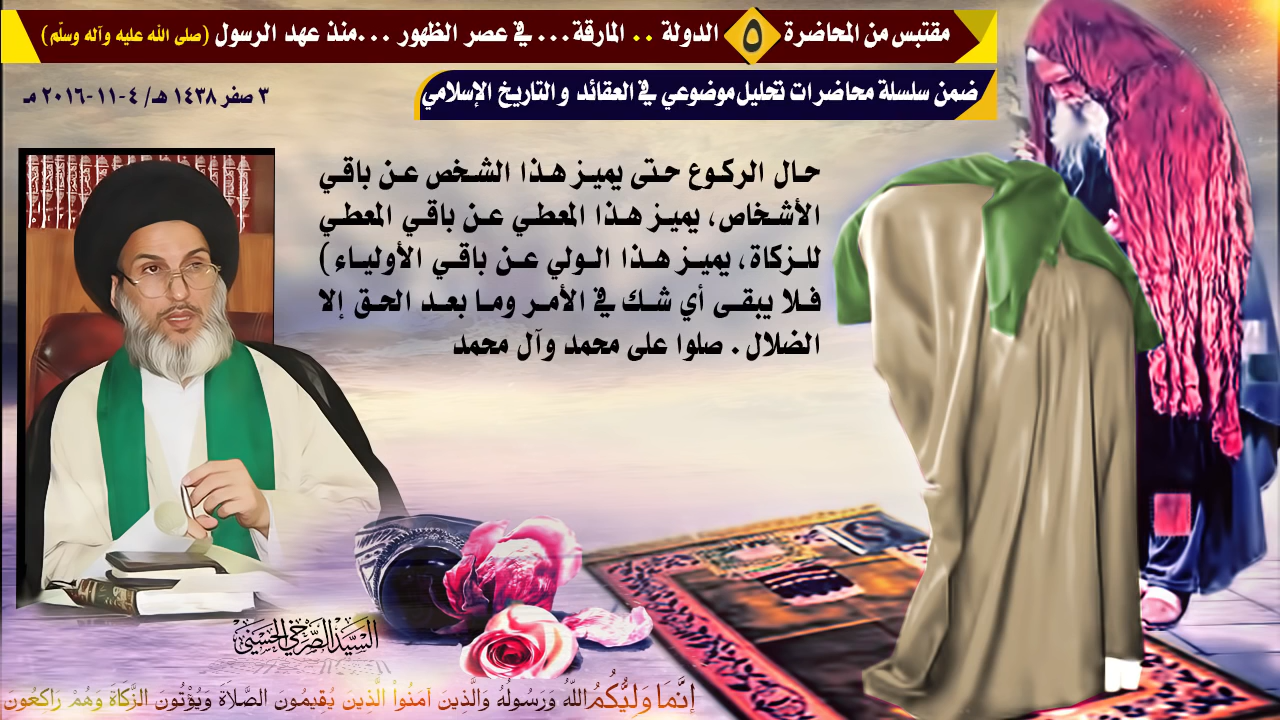 مقتبس من المحاضرة ٥ الدولة .. المارقة... في عصر الظهور ...منذ عهد الرسول (صلى الله عليه وآله وسلّم)
ضمن سلسلة محاضرات تحليل موضوعي في العقائد والتاريخ الإسلامي
٣ صفر ١٤٣٨ هـ/ ٤-١١-٢٠١٦ مـ
حال الركوع حتى يميز هذا الشخص عن باقي
الأشخاص، يميز هذا المعطي عن باقي المعطي
للزكاة، يميز هذا الولي عن باقي الأولياء)
فلا يبقى أي شك في الأمر وما بعد الحق إلا
الضلال. صلوا على محمد وآل محمد
السيد الصرخي الحسني
إِنَّمَا وَلِيُّكُمُ اللّهُ وَرَسُولُهُ وَالَّذِينَ آمَنُواْ الَّذِينَ يُقِيمُونَ الصَّلاَةَ وَيُؤْتُونَ الزَّكَاةَ وَهُمْ رَاكِعُونَ